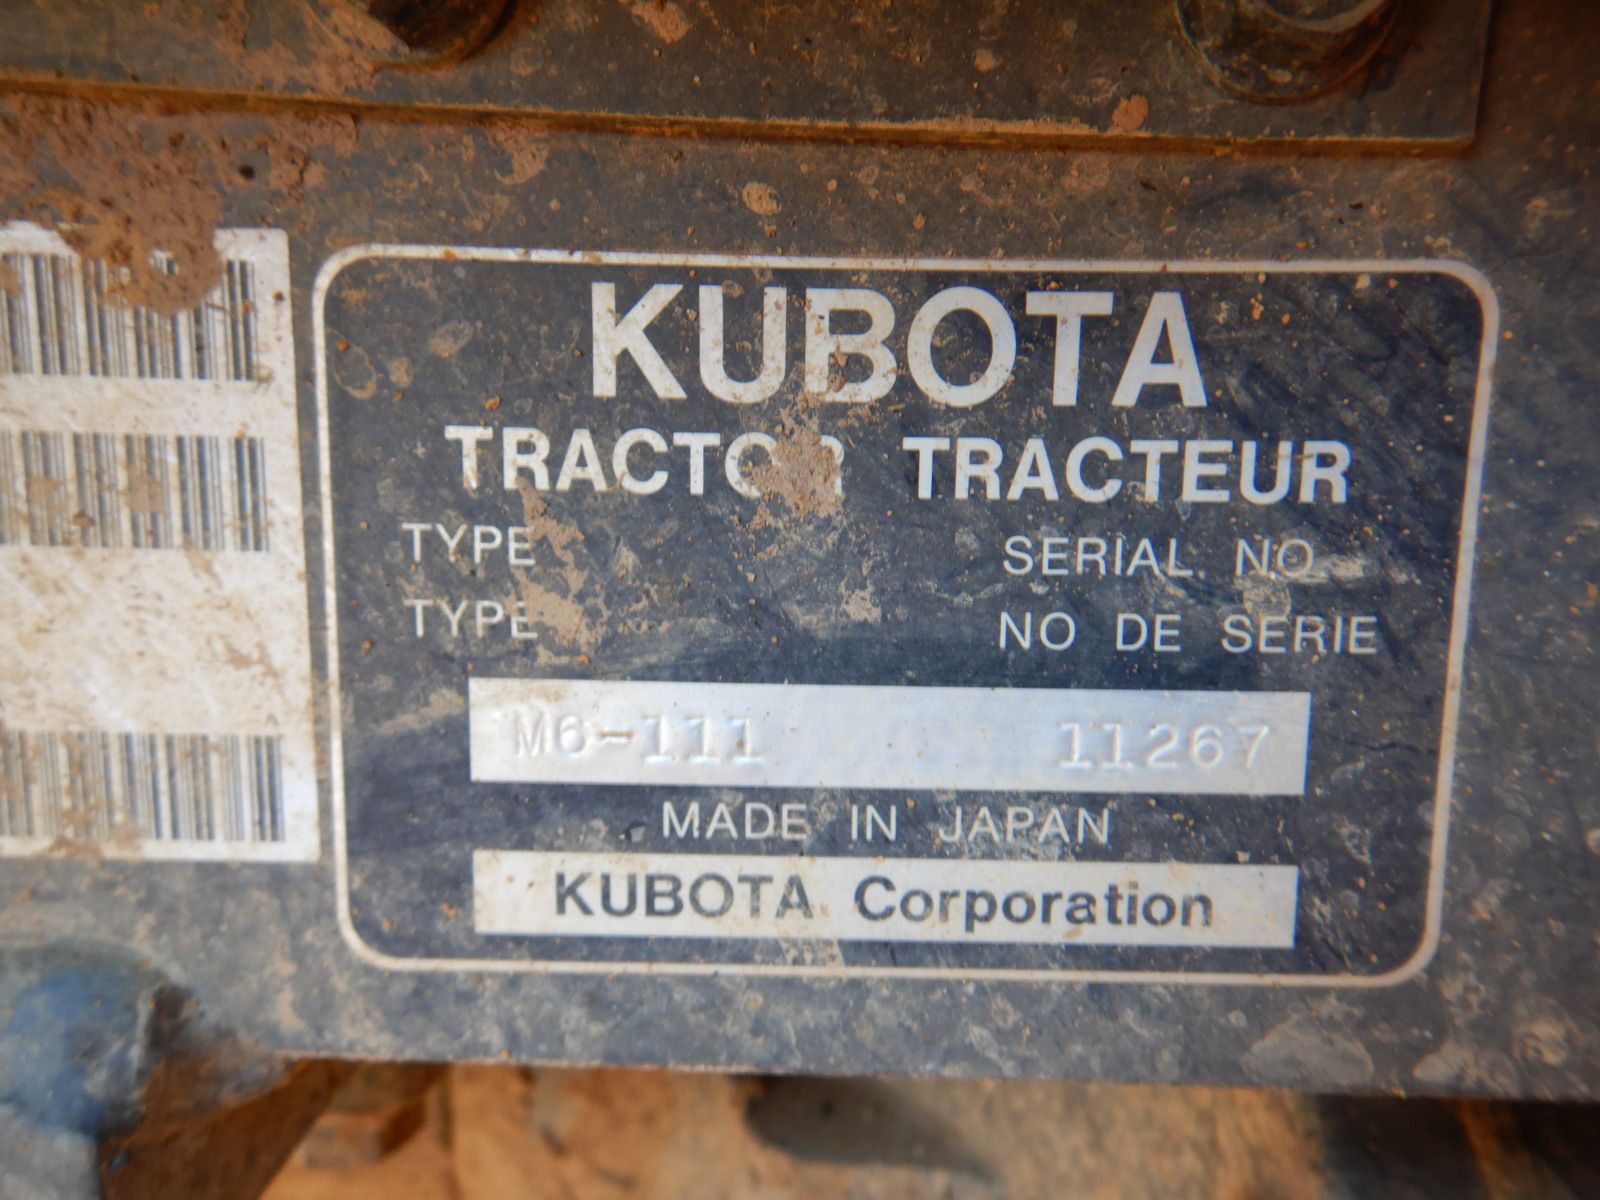 KUBOTA
TRACTOR TRACTEUR
TYPE SERIAL NO.
TYPE NO DE SERIE
M6-111 11267
MADE IN JAPAN
KUBOTA Corporation